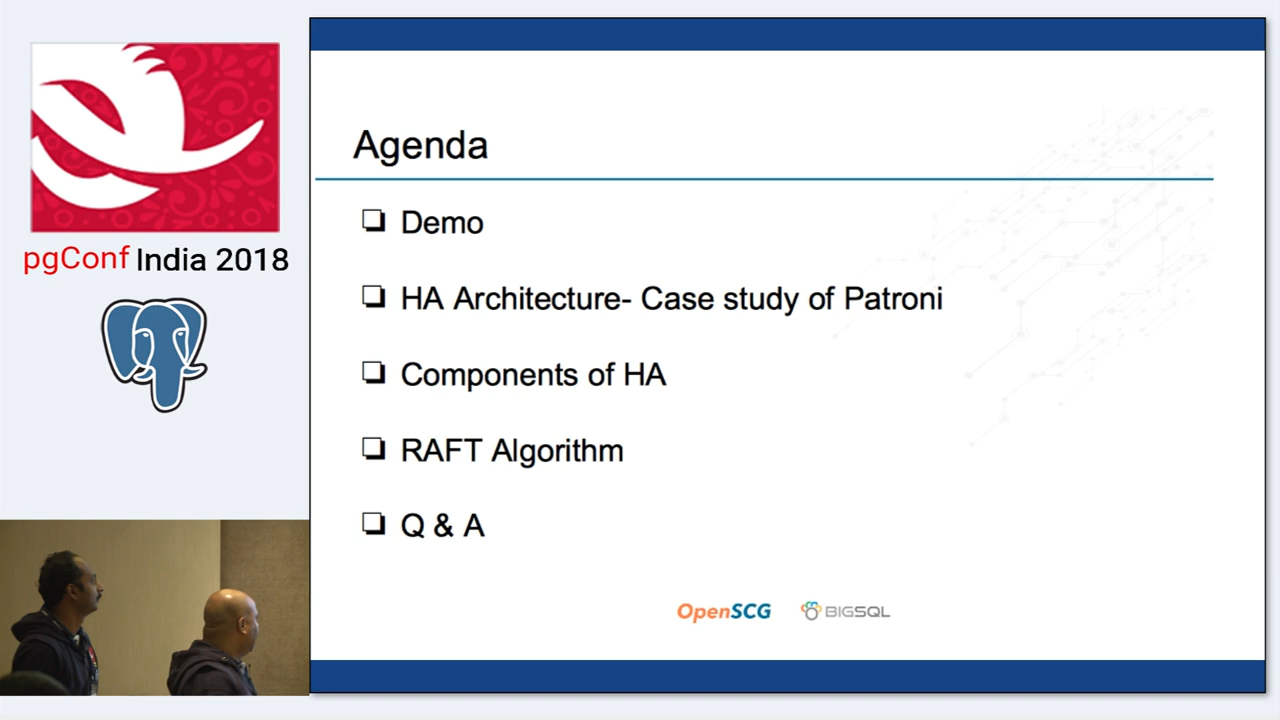 pgConf India 2018
Agenda
Demo
HA Architecture- Case study of Patroni
Components of HA
RAFT Algorithm
Q & A
OpenSCG
BIGSQL